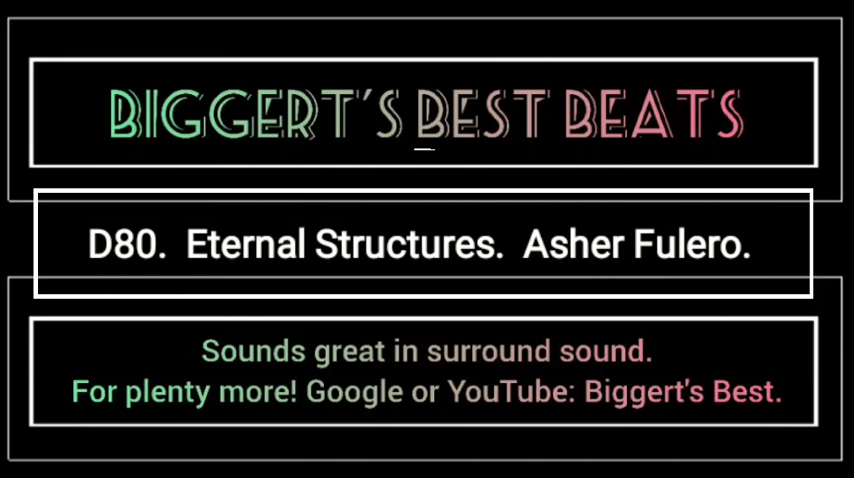 BIGGERT'S BEST BEATS
D80.  Eternal Structures.  Asher Fulero.
Sounds great in surround sound.
For plenty more! Google or YouTube: Biggert's Best.